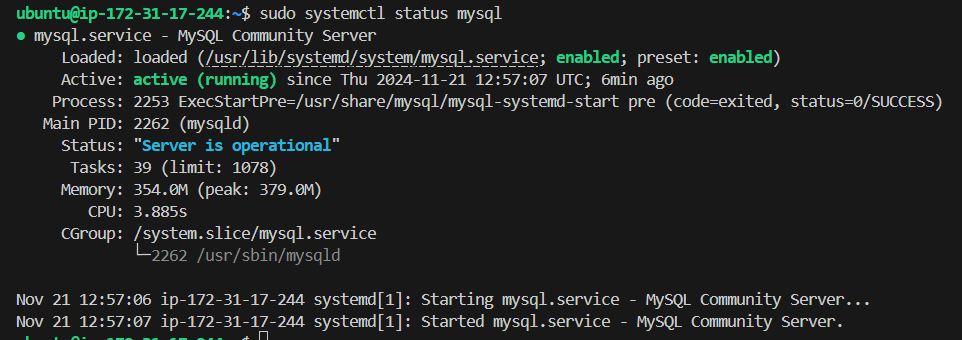 ubuntu@ip-172-31-17-244:~$ sudo systemctl status mysql
● mysql.service - MySQL Community Server
Loaded: loaded (/usr/lib/systemd/system/mysql.service; enabled; preset: enabled)
Active: active (running) since Thu 2024-11-21 12:57:07 UTC; 6min ago
Process: 2253 ExecStartPre=/usr/share/mysql/mysql-systemd-start pre (code=exited, status=0/SUCCESS)
Main PID: 2262 (mysqld)
Status: "Server is operational"
Tasks: 39 (limit: 1078)
Memory: 354.0M (peak: 379.0M)
CPU: 3.885s
CGroup: /system.slice/mysql.service
└─2262 /usr/sbin/mysqld
Nov 21 12:57:06 ip-172-31-17-244 systemd[1]: Starting mysql.service - MySQL Community Server...
Nov 21 12:57:07 ip-172-31-17-244 systemd[1]: Started mysql.service - MySQL Community Server.
ubuntu@ip-172-31-17-244:~$